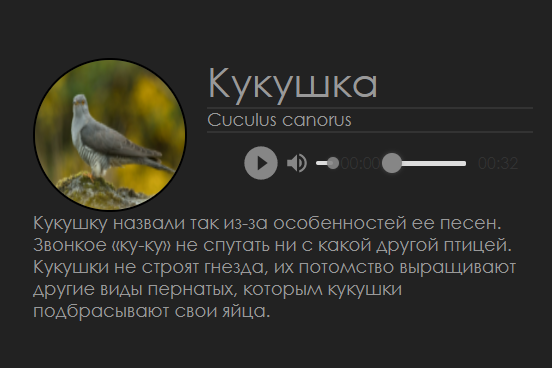 Кукушка
Cuculus canorus
00:00
00:32
Кукушку назвали так из-за особенностей ее песен.
Звонкое «ку-ку» не спутать ни с какой другой птицей.
Кукушки не строят гнезда, их потомство выращивают
другие виды пернатых, которым кукушки
подбрасывают свои яйца.